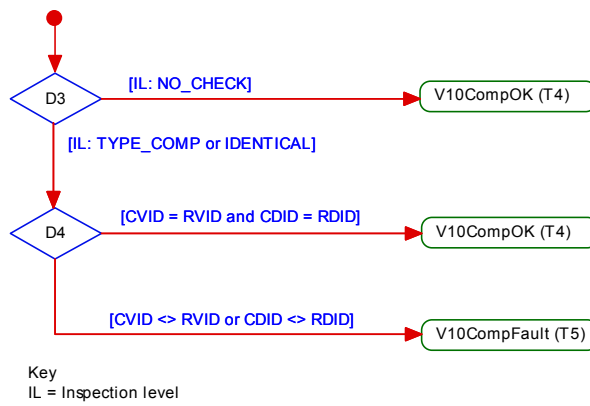 D3
[IL: NO_CHECK]
V10CompOK (T4)
[IL: TYPE_COMP or IDENTICAL]
D4
[CVID = RVID and CDID = RDID]
V10CompOK (T4)
[CVID <> RVID or CDID <> RDID]
V10CompFault (T5)
Key
IL = Inspection level